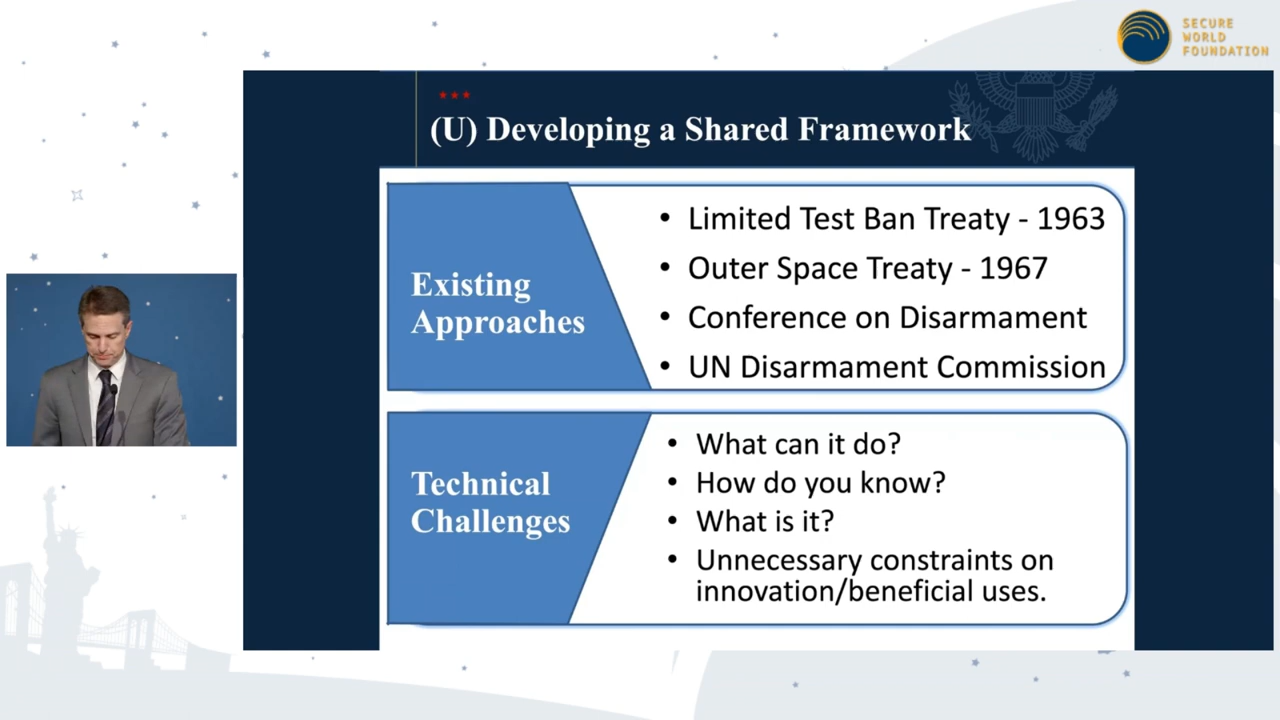 SECURE
WORLD
FOUNDATION
(U) Developing a Shared Framework
Existing
Approaches
• Limited Test Ban Treaty - 1963
• Outer Space Treaty - 1967
• Conference on Disarmament
• UN Disarmament Commission
Technical
Challenges
• What can it do?
• How do you know?
• What is it?
• Unnecessary constraints on
innovation/beneficial uses.